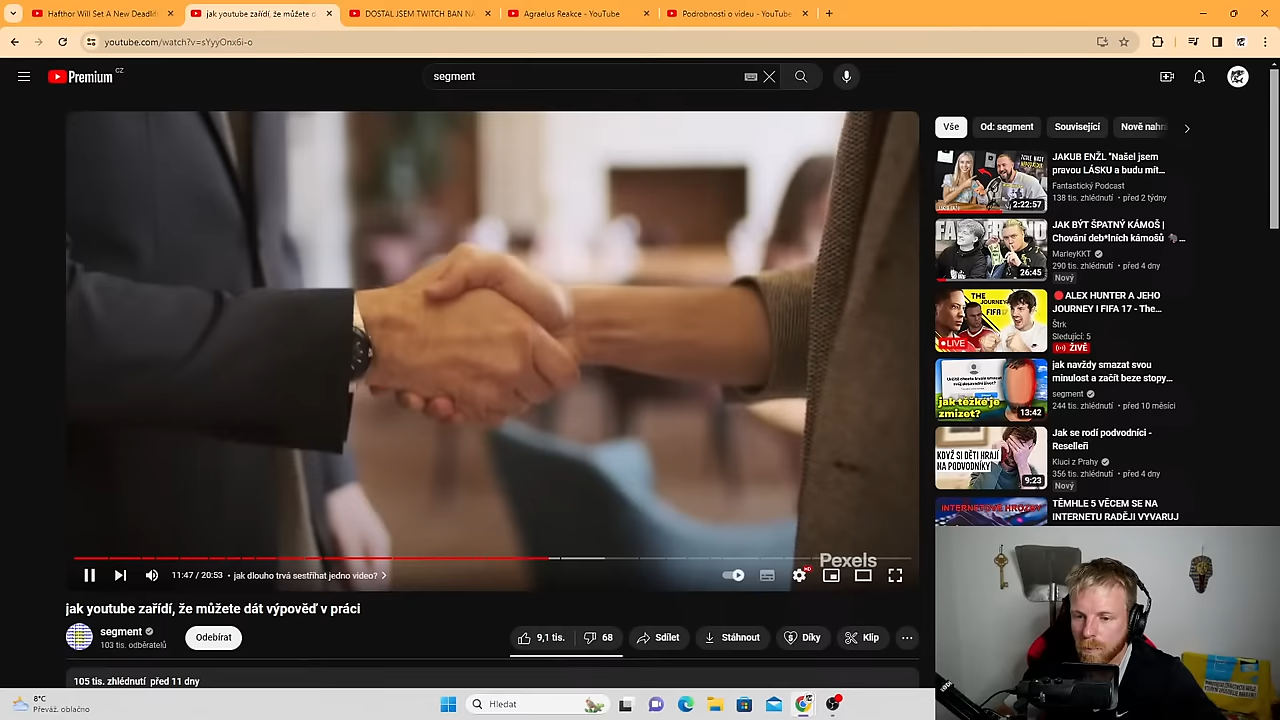 Hafthor Will Set A New Deadli
jak youtube zařídí, že můžete d
DOSTAL JSEM TWITCH BAN NA
Agraelus Reakce - YouTube
Podrobnosti o videu - YouTube
youtube.com/watch?v=sYyyOnx6i-o
Premium CZ
segment
Vše
Od: segment
Související
Nově nahra
JAKUB ENŽL "Našel jsem
pravou LÁSKU a budu mít...
Fantastický Podcast
138 tis. zhlédnutí • před 2 týdny
2:22:57
JAK BÝT ŠPATNÝ KÁMOŠ |
Chování deb*lních kámošů
MarleyKKT
290 tis. zhlédnutí • před 4 dny
Nový
26:45
THE JOURNEY
FIFA
LIVE
ALEX HUNTER A JEHO
JOURNEY I FIFA 17 - The...
Štrk
Sledující: 5
ŽIVĚ
jak těžké je
zmizet?
13:42
jak navždy smazat svou
minulost a začít beze stopy...
segment
244 tis. zhlédnutí • před 10 měsíci
KDYŽ SI DĚTI HRAJÍ
NA PODVODNÍKY
9:23
Jak se rodí podvodníci -
Reselleři
Kluci z Prahy
356 tis. zhlédnutí • před 4 dny
Nový
INTERNETOVÉ HROZBY
TĚMHLE 5 VĚCEM SE NA
INTERNETU RADĚJI VYVARUJ
Pexels
11:47 / 20:53 • jak dlouho trvá sestříhat jedno video?
HD
jak youtube zařídí, že můžete dát výpověď v práci
segment
103 tis. odběratelů
Odebírat
9,1 tis.
68
Sdílet
Stáhnout
Díky
Klip
105 tis. zhlédnutí před 11 dny
8°C
Převáž. oblačno
Hledat